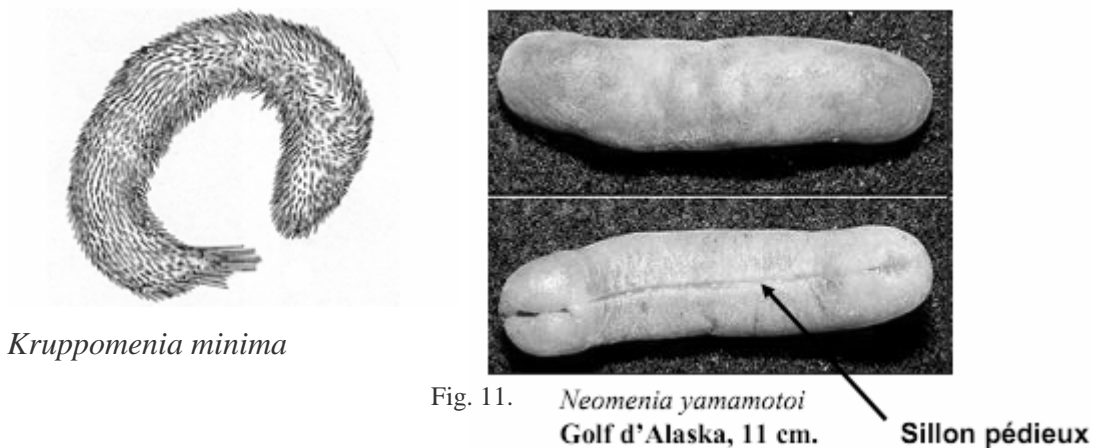 Kruppomenia minima
Fig. 11.
Neomenia yamamotoi
Golf d'Alaska, 11 cm.
Sillon pédieux